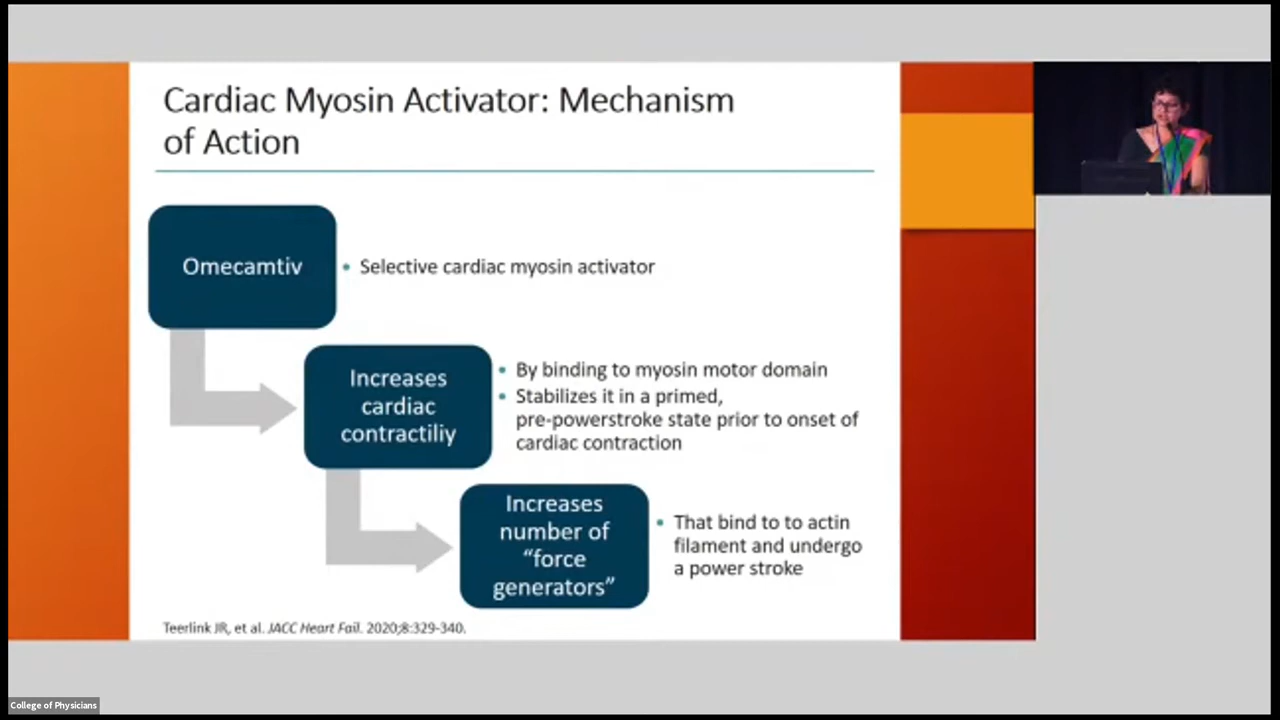 Cardiac Myosin Activator: Mechanism
of Action
Omecamtiv
• Selective cardiac myosin activator
Increases
cardiac
contractiliy
• By binding to myosin motor domain
• Stabilizes it in a primed,
pre-powerstroke state prior to onset of
cardiac contraction
Increases
number of
“force
generators”
• That bind to to actin
filament and undergo
a power stroke
Teerlink JR, et al. JACC Heart Fail. 2020;8:329-340.
College of Physicians